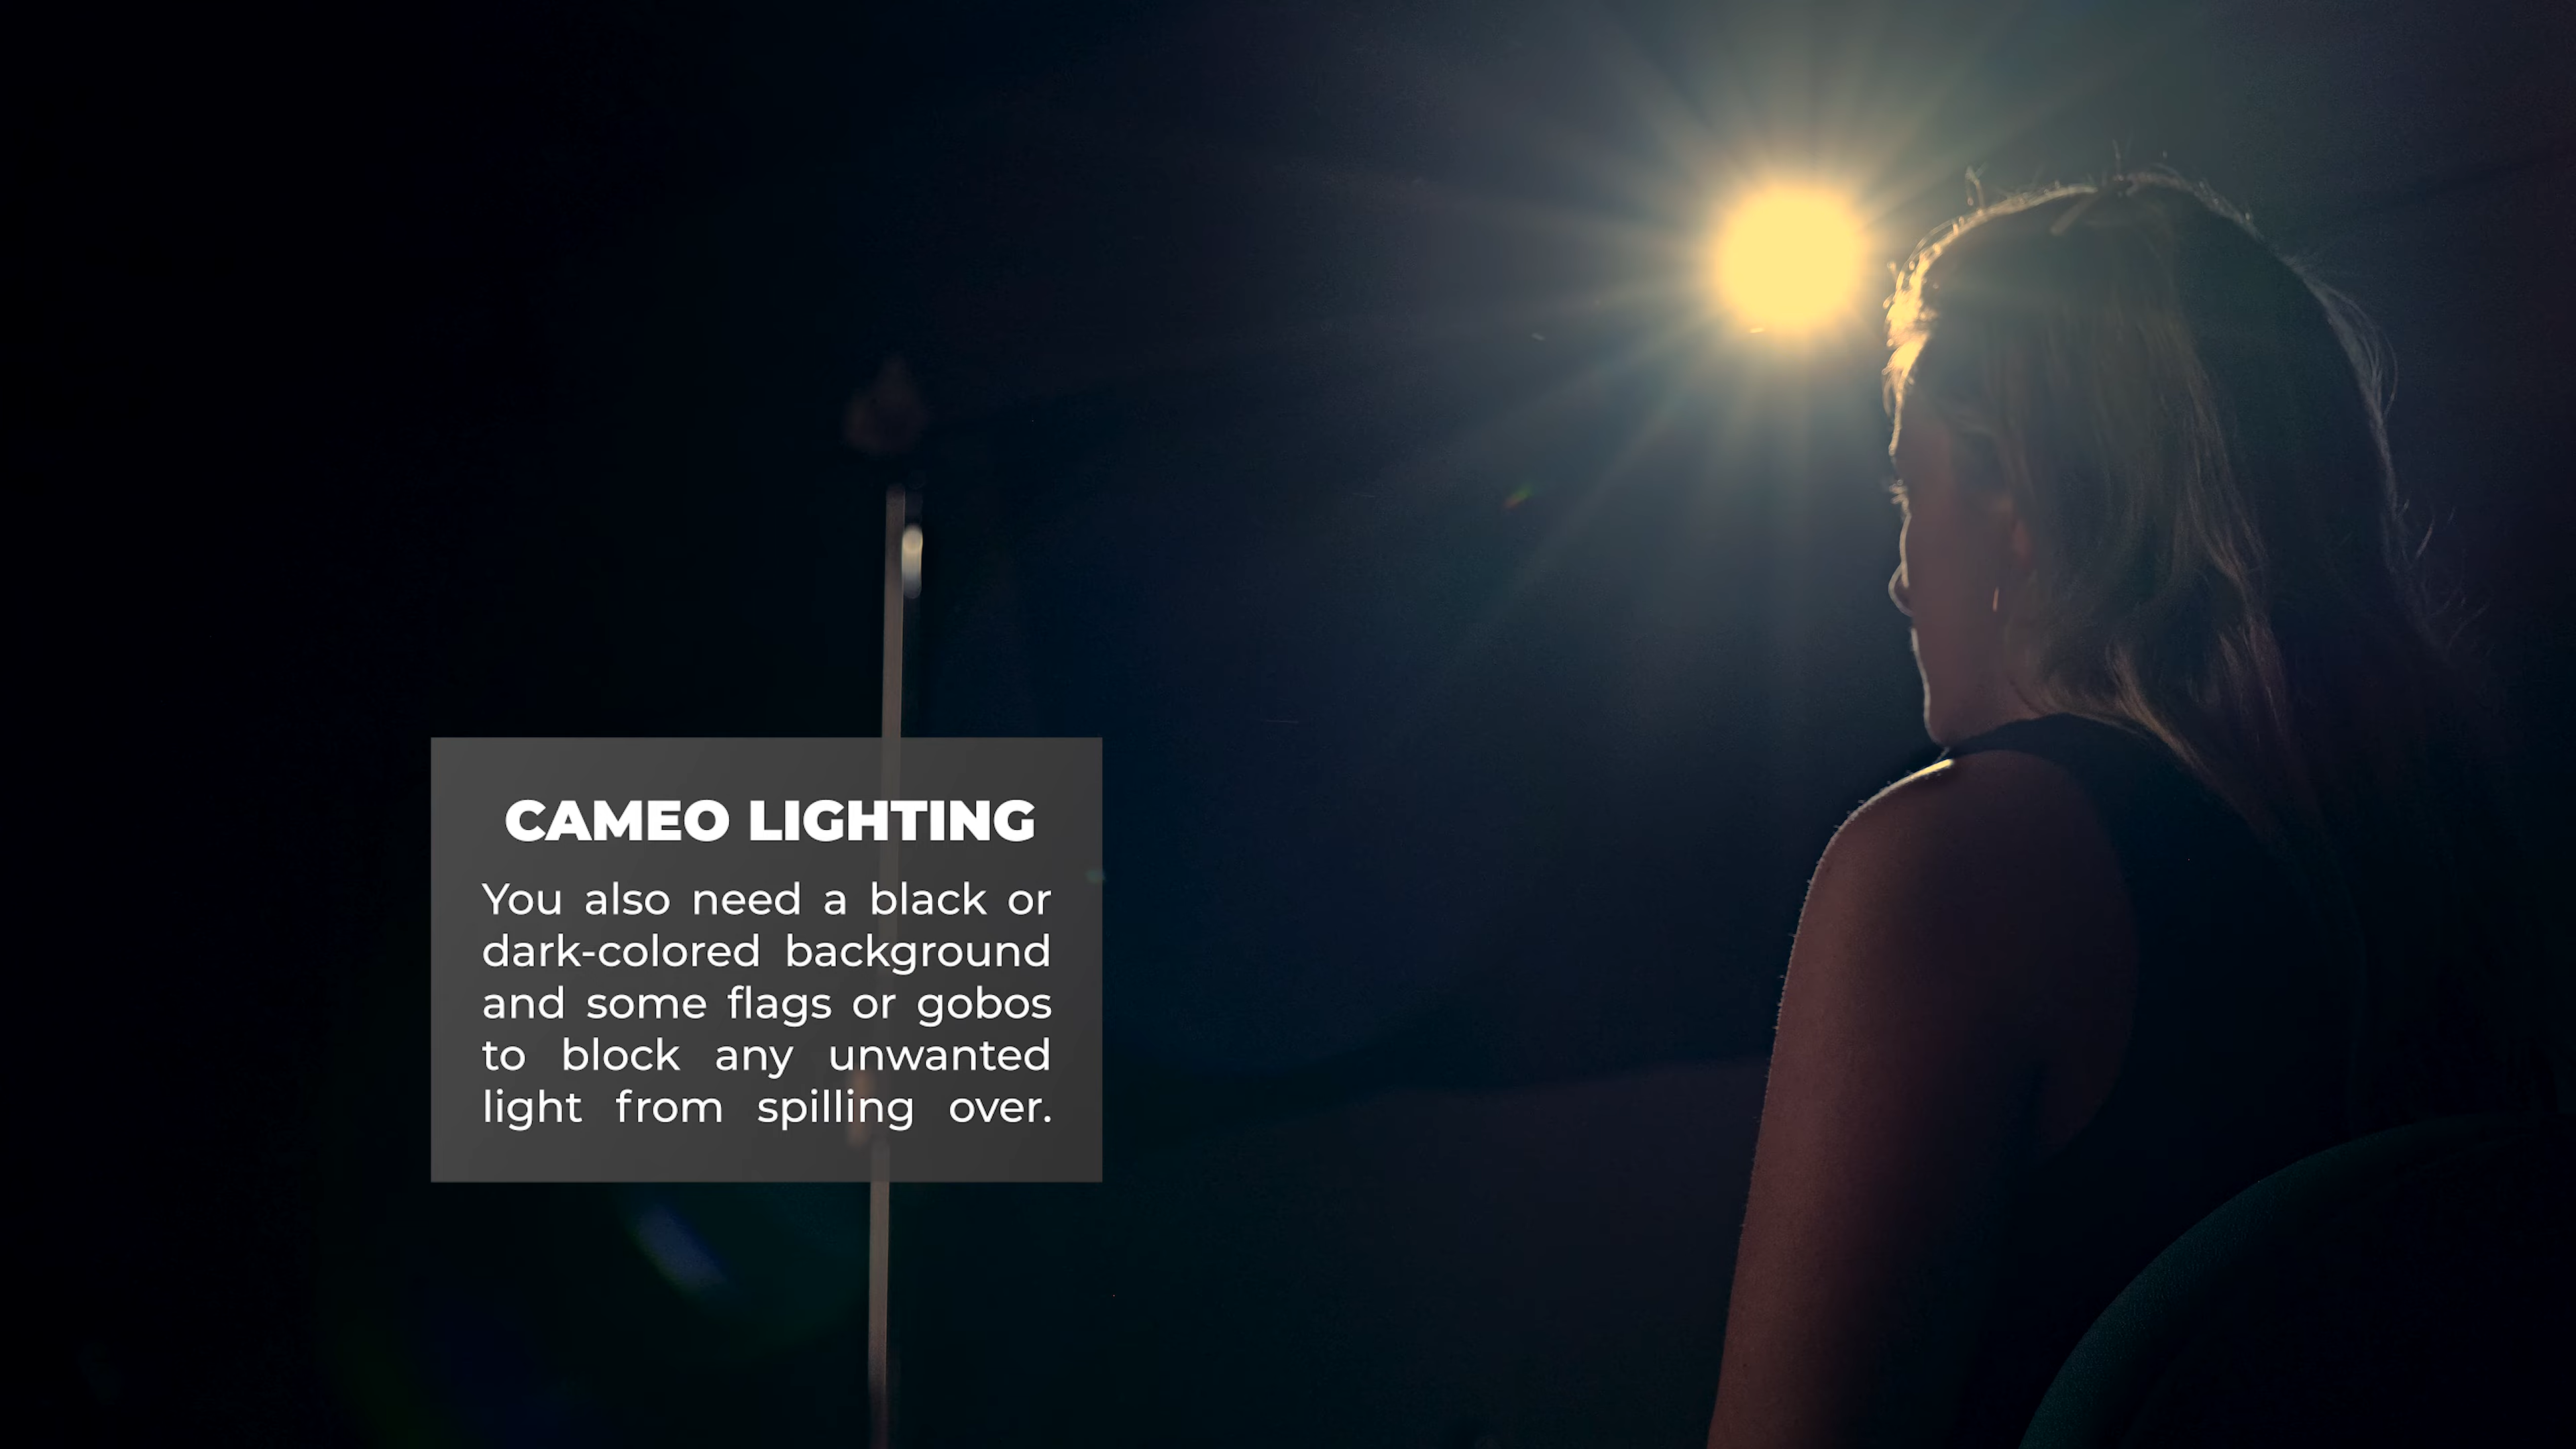 CAMEO LIGHTING
You also need a black or
dark-colored background
and some flags or gobos
to block any unwanted
light from spilling over.